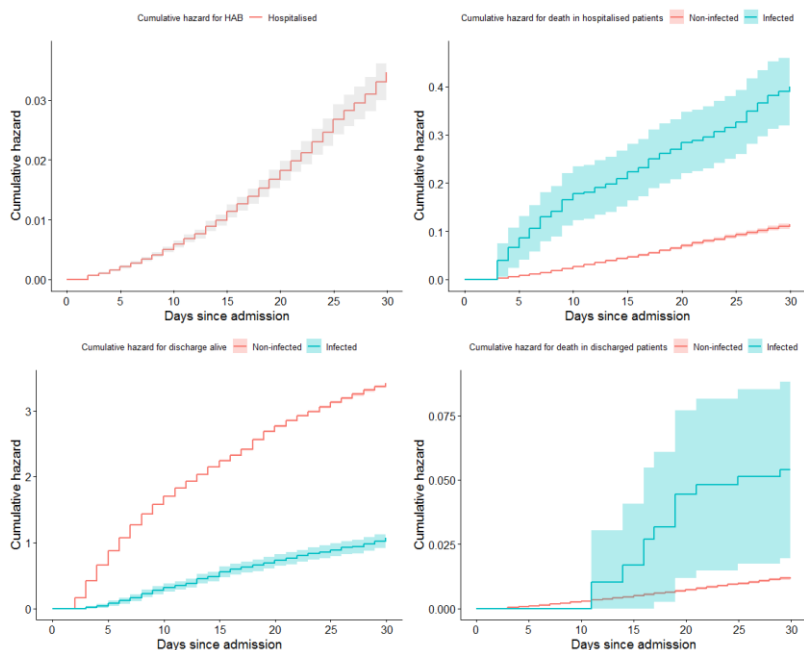 Cumulative hazard for HAB Hospitalised
Cumulative hazard
0.03
0.02
0.01
0.00
0 5 10 15 20 25 30
Days since admission
Cumulative hazard for death in hospitalised patients Non-infected Infected
Cumulative hazard
0.4
0.3
0.2
0.1
0.0
0 5 10 15 20 25 30
Days since admission
Cumulative hazard for discharge alive Non-infected Infected
Cumulative hazard
3
2
1
0
0 5 10 15 20 25 30
Days since admission
Cumulative hazard for death in discharged patients Non-infected Infected
Cumulative hazard
0.075
0.050
0.025
0.000
0 5 10 15 20 25 30
Days since admission